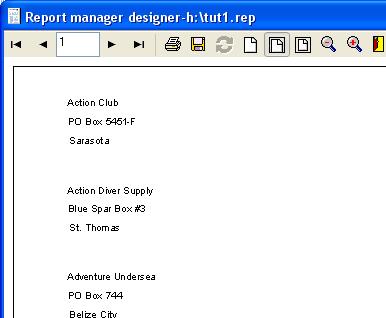 Report manager designer-h:\tut1.rep
1
Action Club
PO Box 5451-F
Sarasota
Action Diver Supply
Blue Spar Box #3
St. Thomas
Adventure Undersea
PO Box 744
Belize City